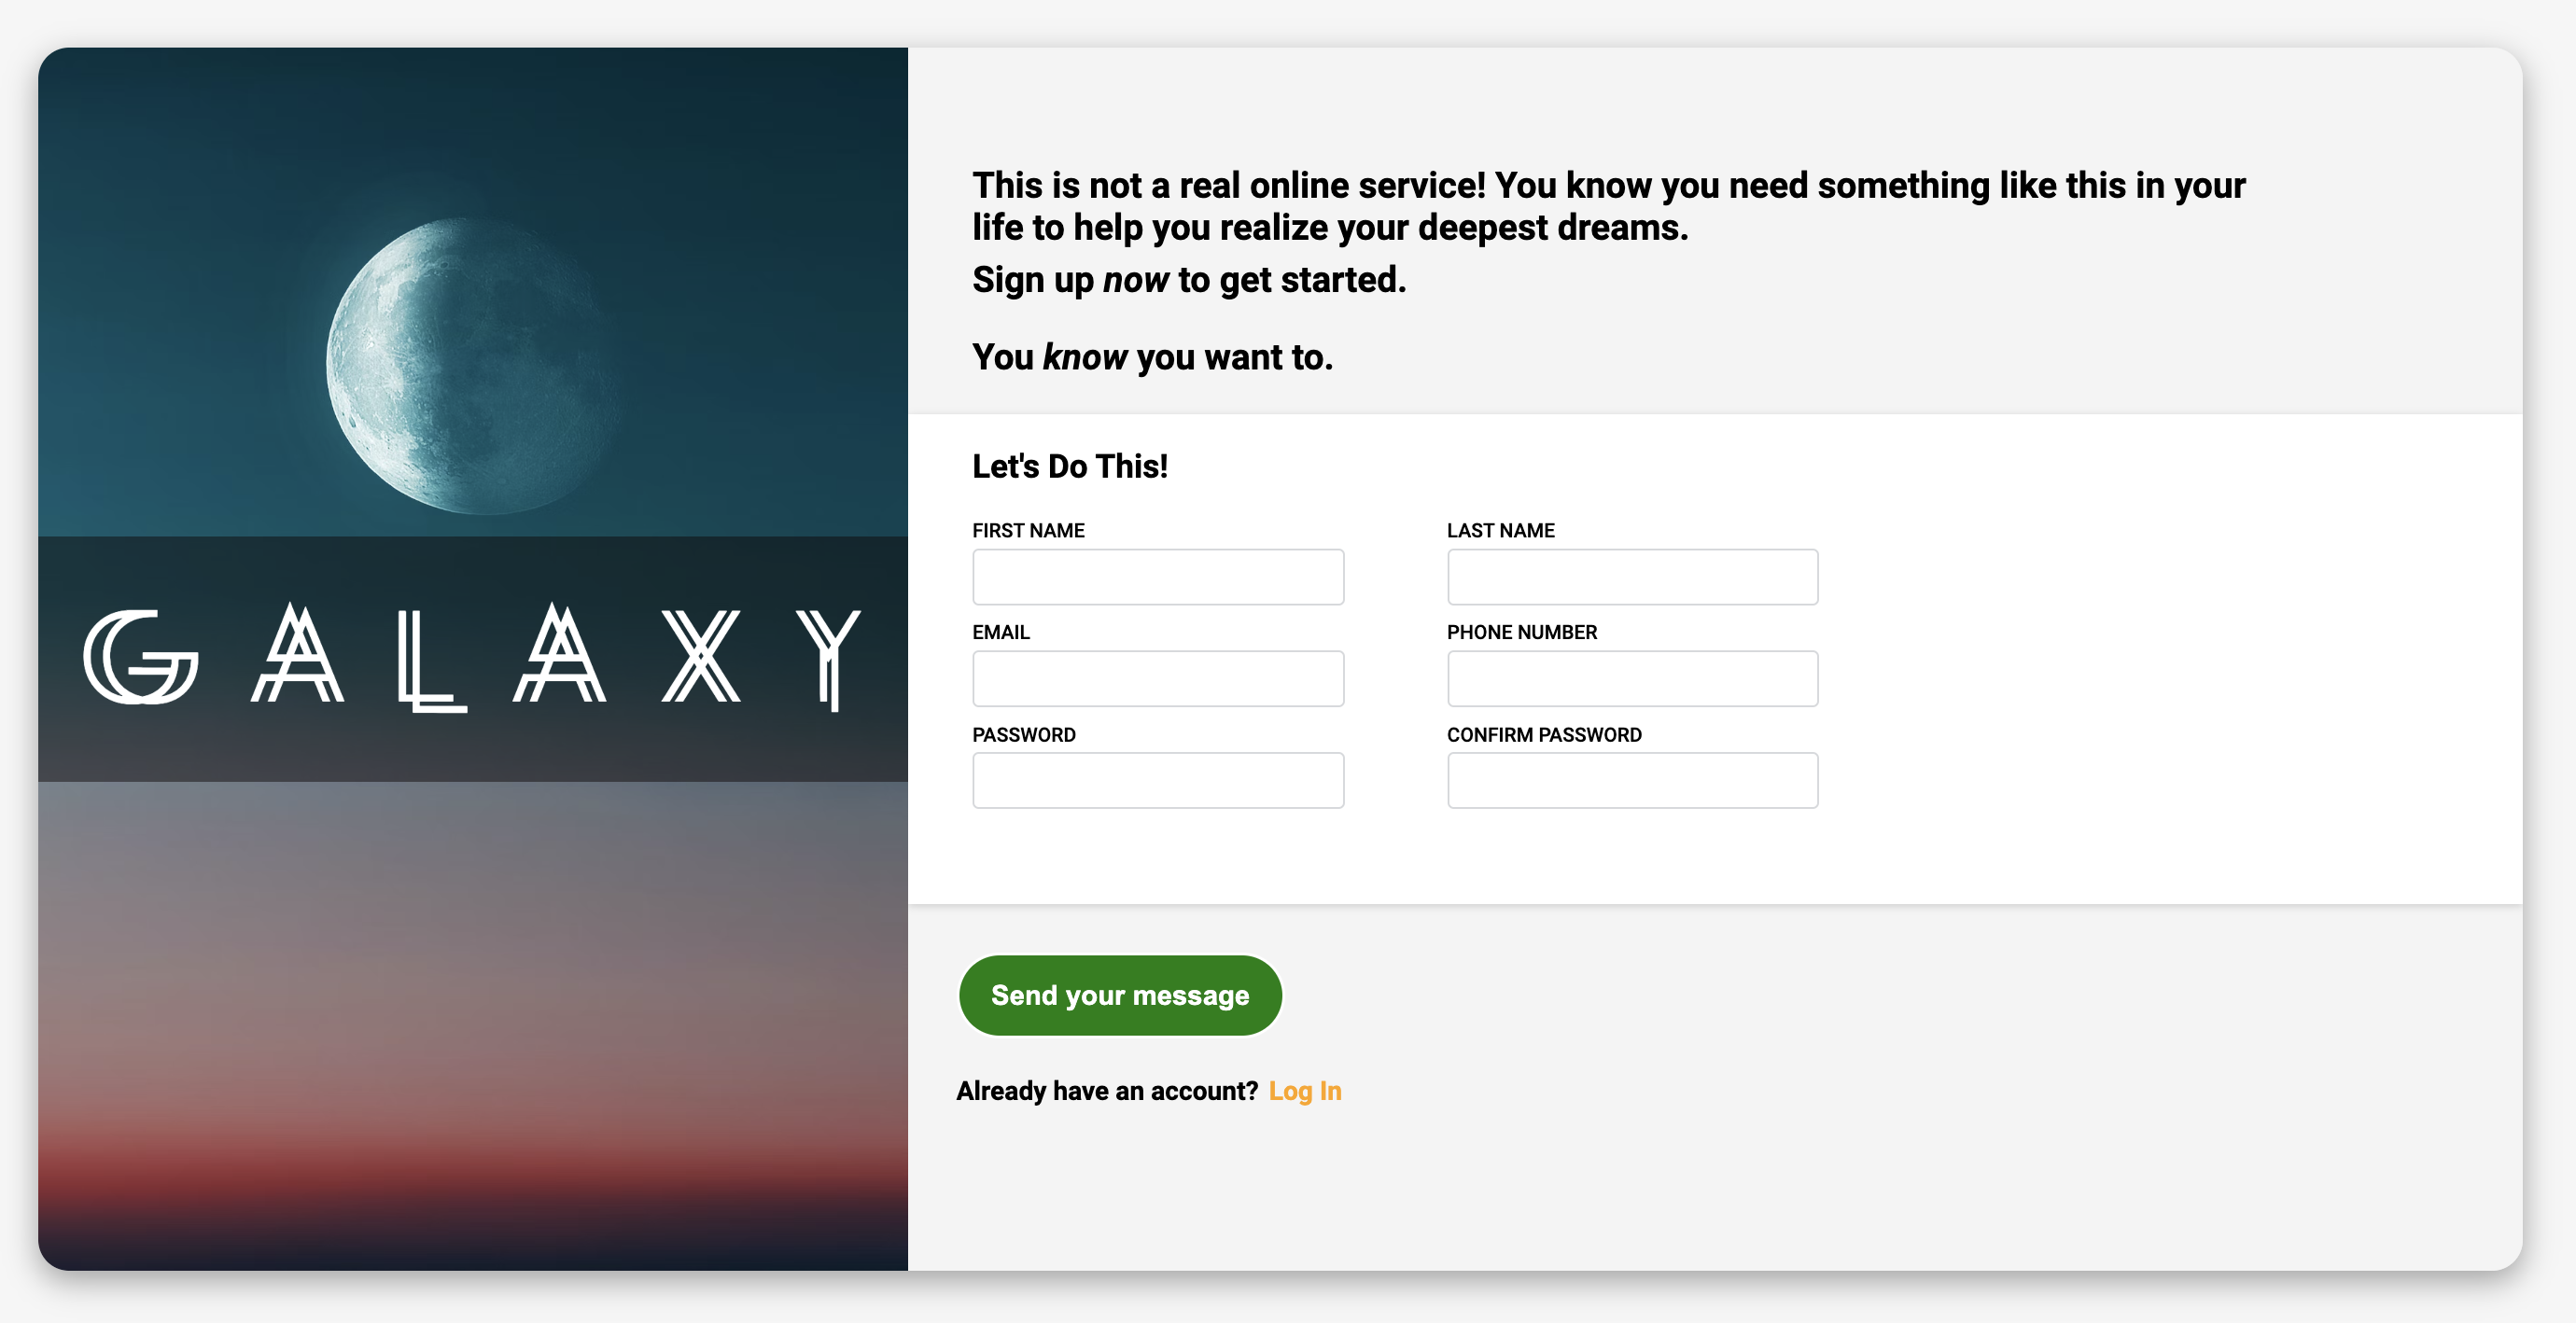 GALAXY
This is not a real online service! You know you need something like this in your
life to help you realize your deepest dreams.
Sign up now to get started.
You know you want to.
Let's Do This!
FIRST NAME
LAST NAME
EMAIL
PHONE NUMBER
PASSWORD
CONFIRM PASSWORD
Send your message
Already have an account? Log In